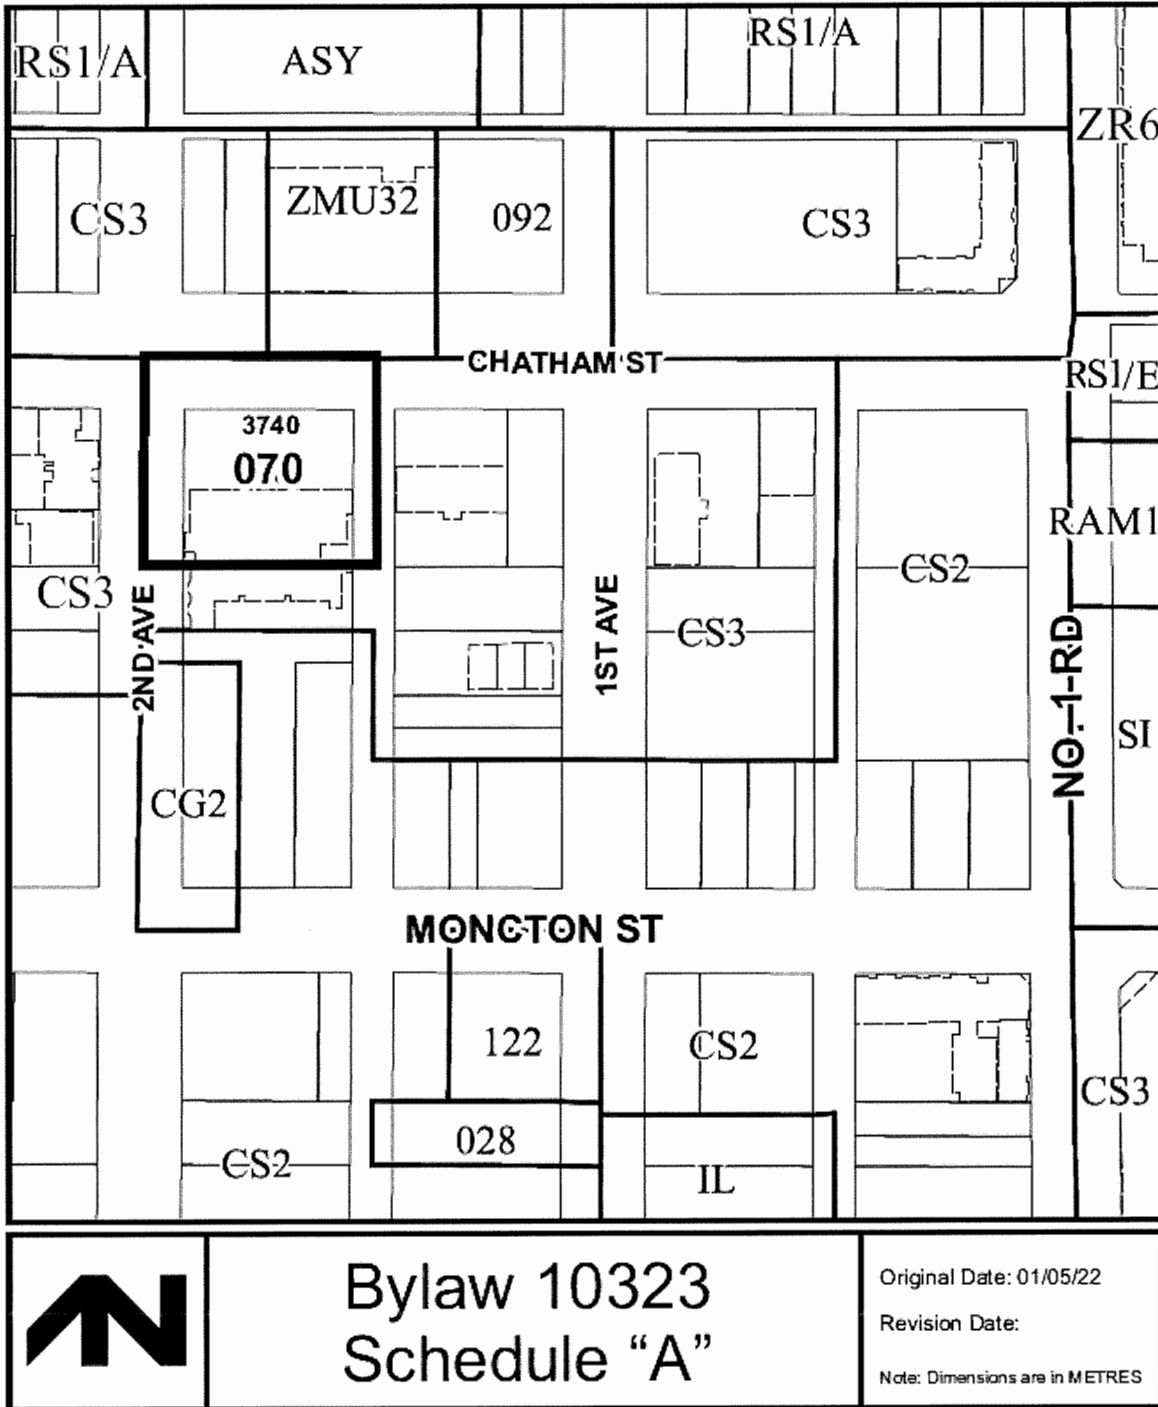 RS1/A
ASY
RS1/A
ZR6
CS3
ZMU32
092
CS3
CHATHAM ST
RS1/E
3740
070
RAM1
CS2
CS3
2ND AVE
1ST AVE
CS3
NO. 1 RD
SI
CG2
MONCTON ST
122
CS2
CS3
028
CS2
IL
Bylaw 10323
Schedule “A”
Original Date: 01/05/22
Revision Date:
Note: Dimensions are in METRES